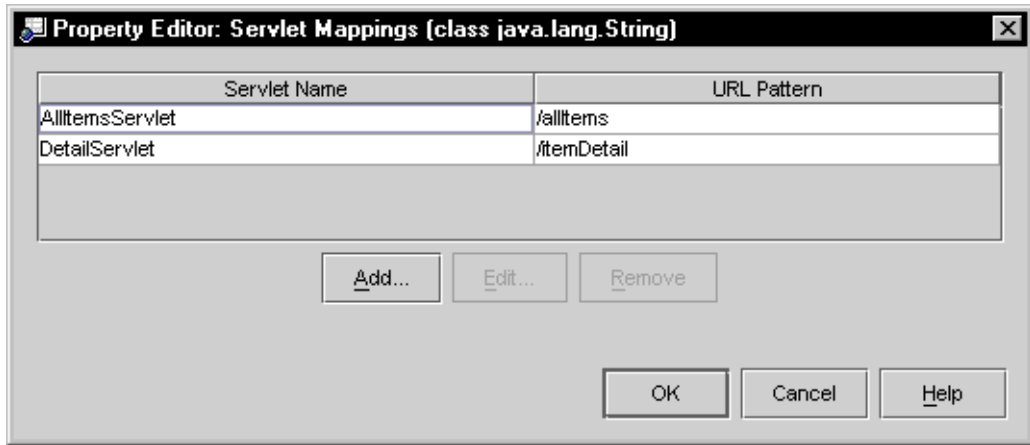 Property Editor: Servlet Mappings (class java.lang.String)
Servlet Name URL Pattern
AllItemsServlet /allItems
DetailServlet /itemDetail
Add... Edit... Remove
OK Cancel Help